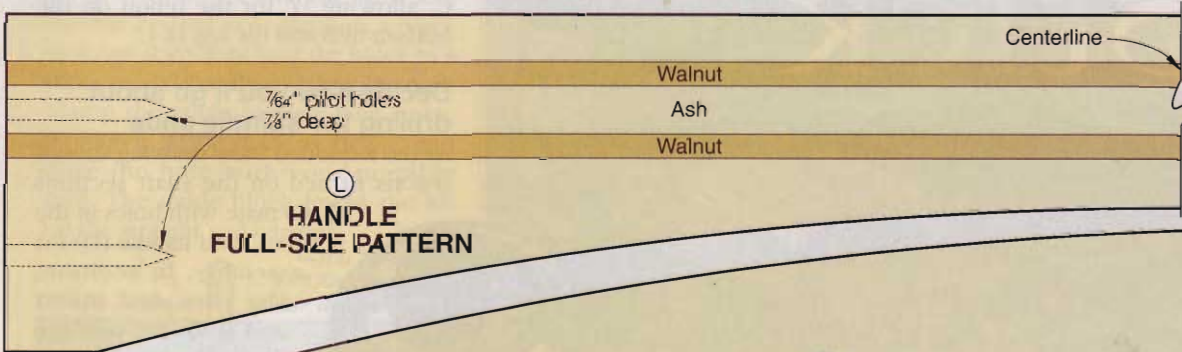 Centerline
Walnut
Ash
Walnut
7/64" pilot holes
7/8" deep
L
HANDLE
FULL-SIZE PATTERN